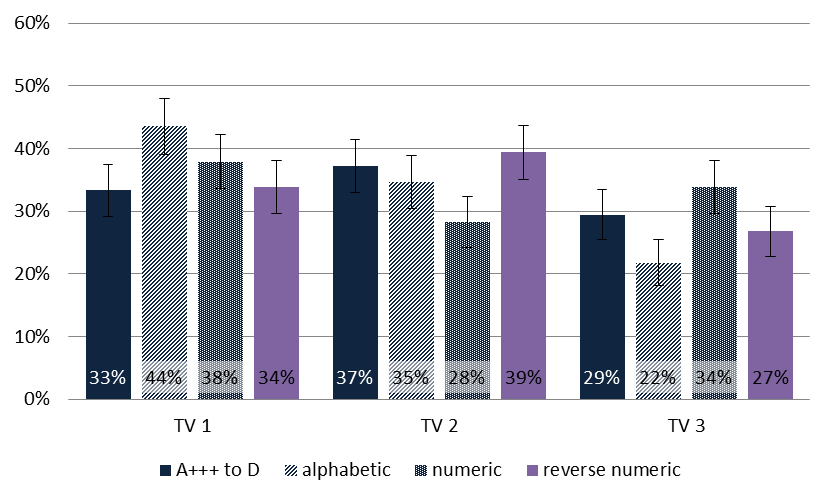 60%
50%
40%
30%
20%
10%
0%
33% 44% 38% 34% 37% 35% 28% 39% 29% 22% 34% 27%
TV 1 TV 2 TV 3
A+++ to D alphabetic numeric reverse numeric